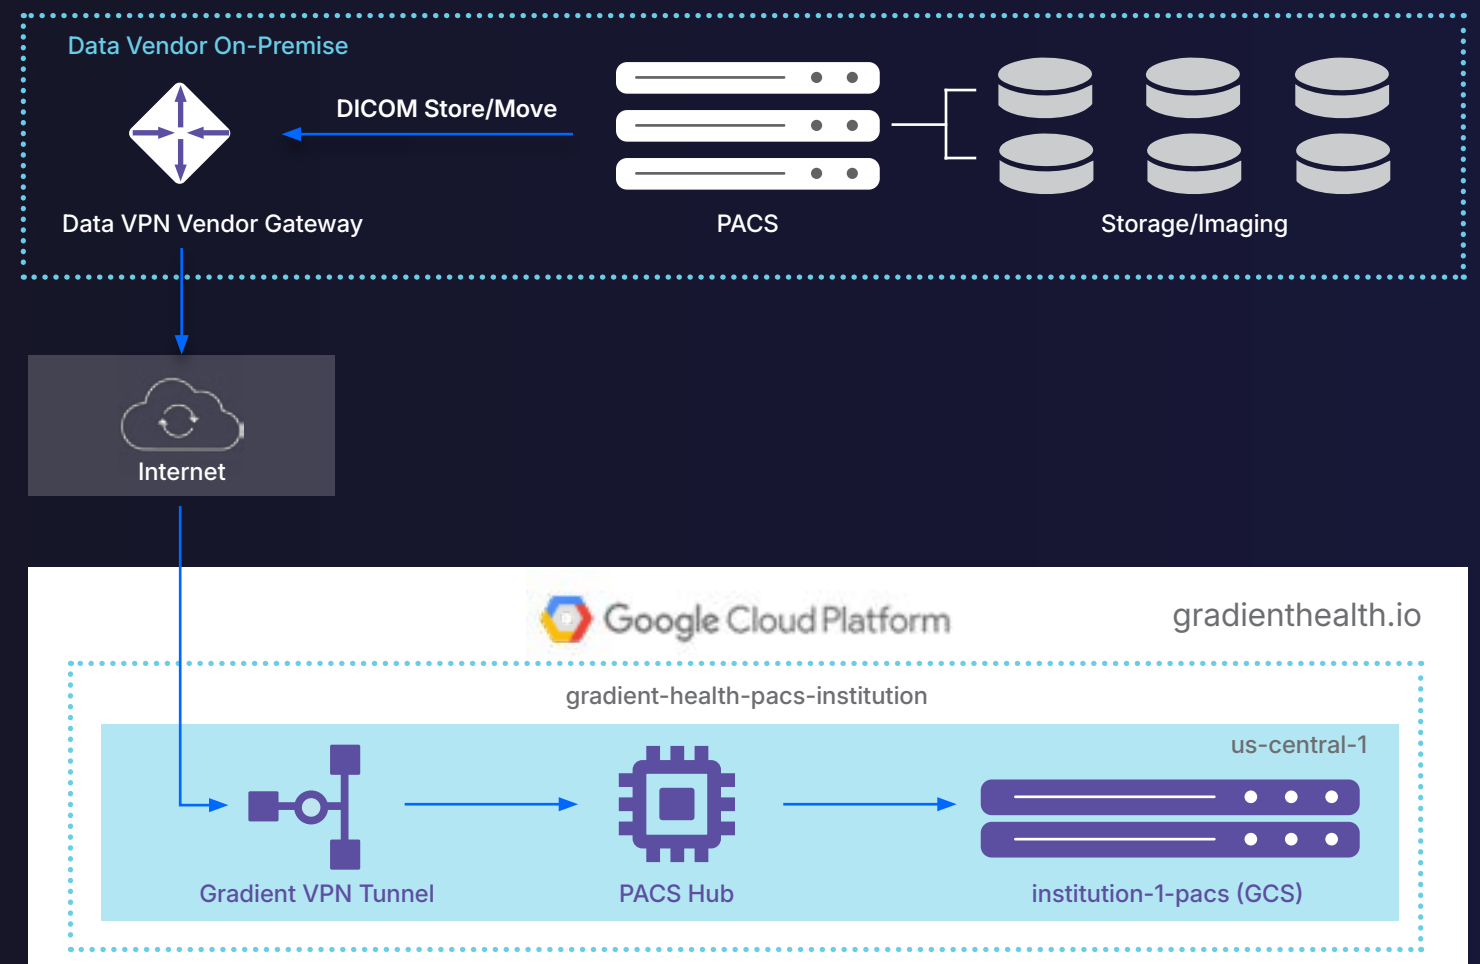 Data Vendor On-Premise
DICOM Store/Move
Data VPN Vendor Gateway
PACS
Storage/Imaging
Internet
Google Cloud Platform
gradienthealth.io
gradient-health-pacs-institution
us-central-1
Gradient VPN Tunnel
PACS Hub
institution-1-pacs (GCS)